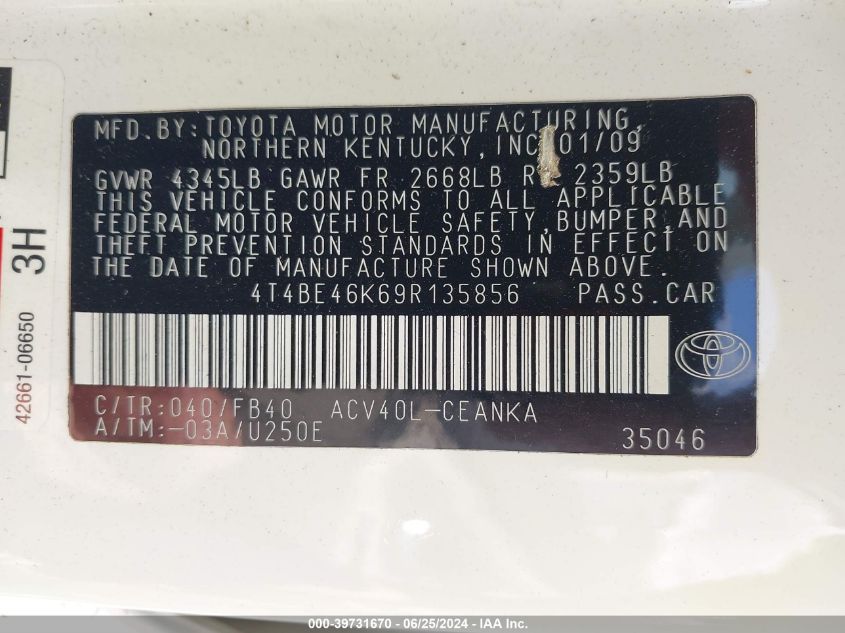 MFD.BY:TOYOTA MOTOR MANUFACTURING,
NORTHERN KENTUCKY,INC 01/09
GVWR 4345LB GAWR FR 2668LB R 2359LB
THIS VEHICLE CONFORMS TO ALL APPLICABLE
FEDERAL MOTOR VEHICLE SAFETY,BUMPER,AND
THEFT PREVENTION STANDARDS IN EFFECT ON
THE DATE OF MANUFACTURE SHOWN ABOVE.
4T4BE46K69R135856 PASS.CAR
C/TR:040/FB40 ACV40L-CEANKA
A/TM:-03A/U250E
35046
42661-06650
3H
000-39731670 - 06/25/2024 - IAA Inc.